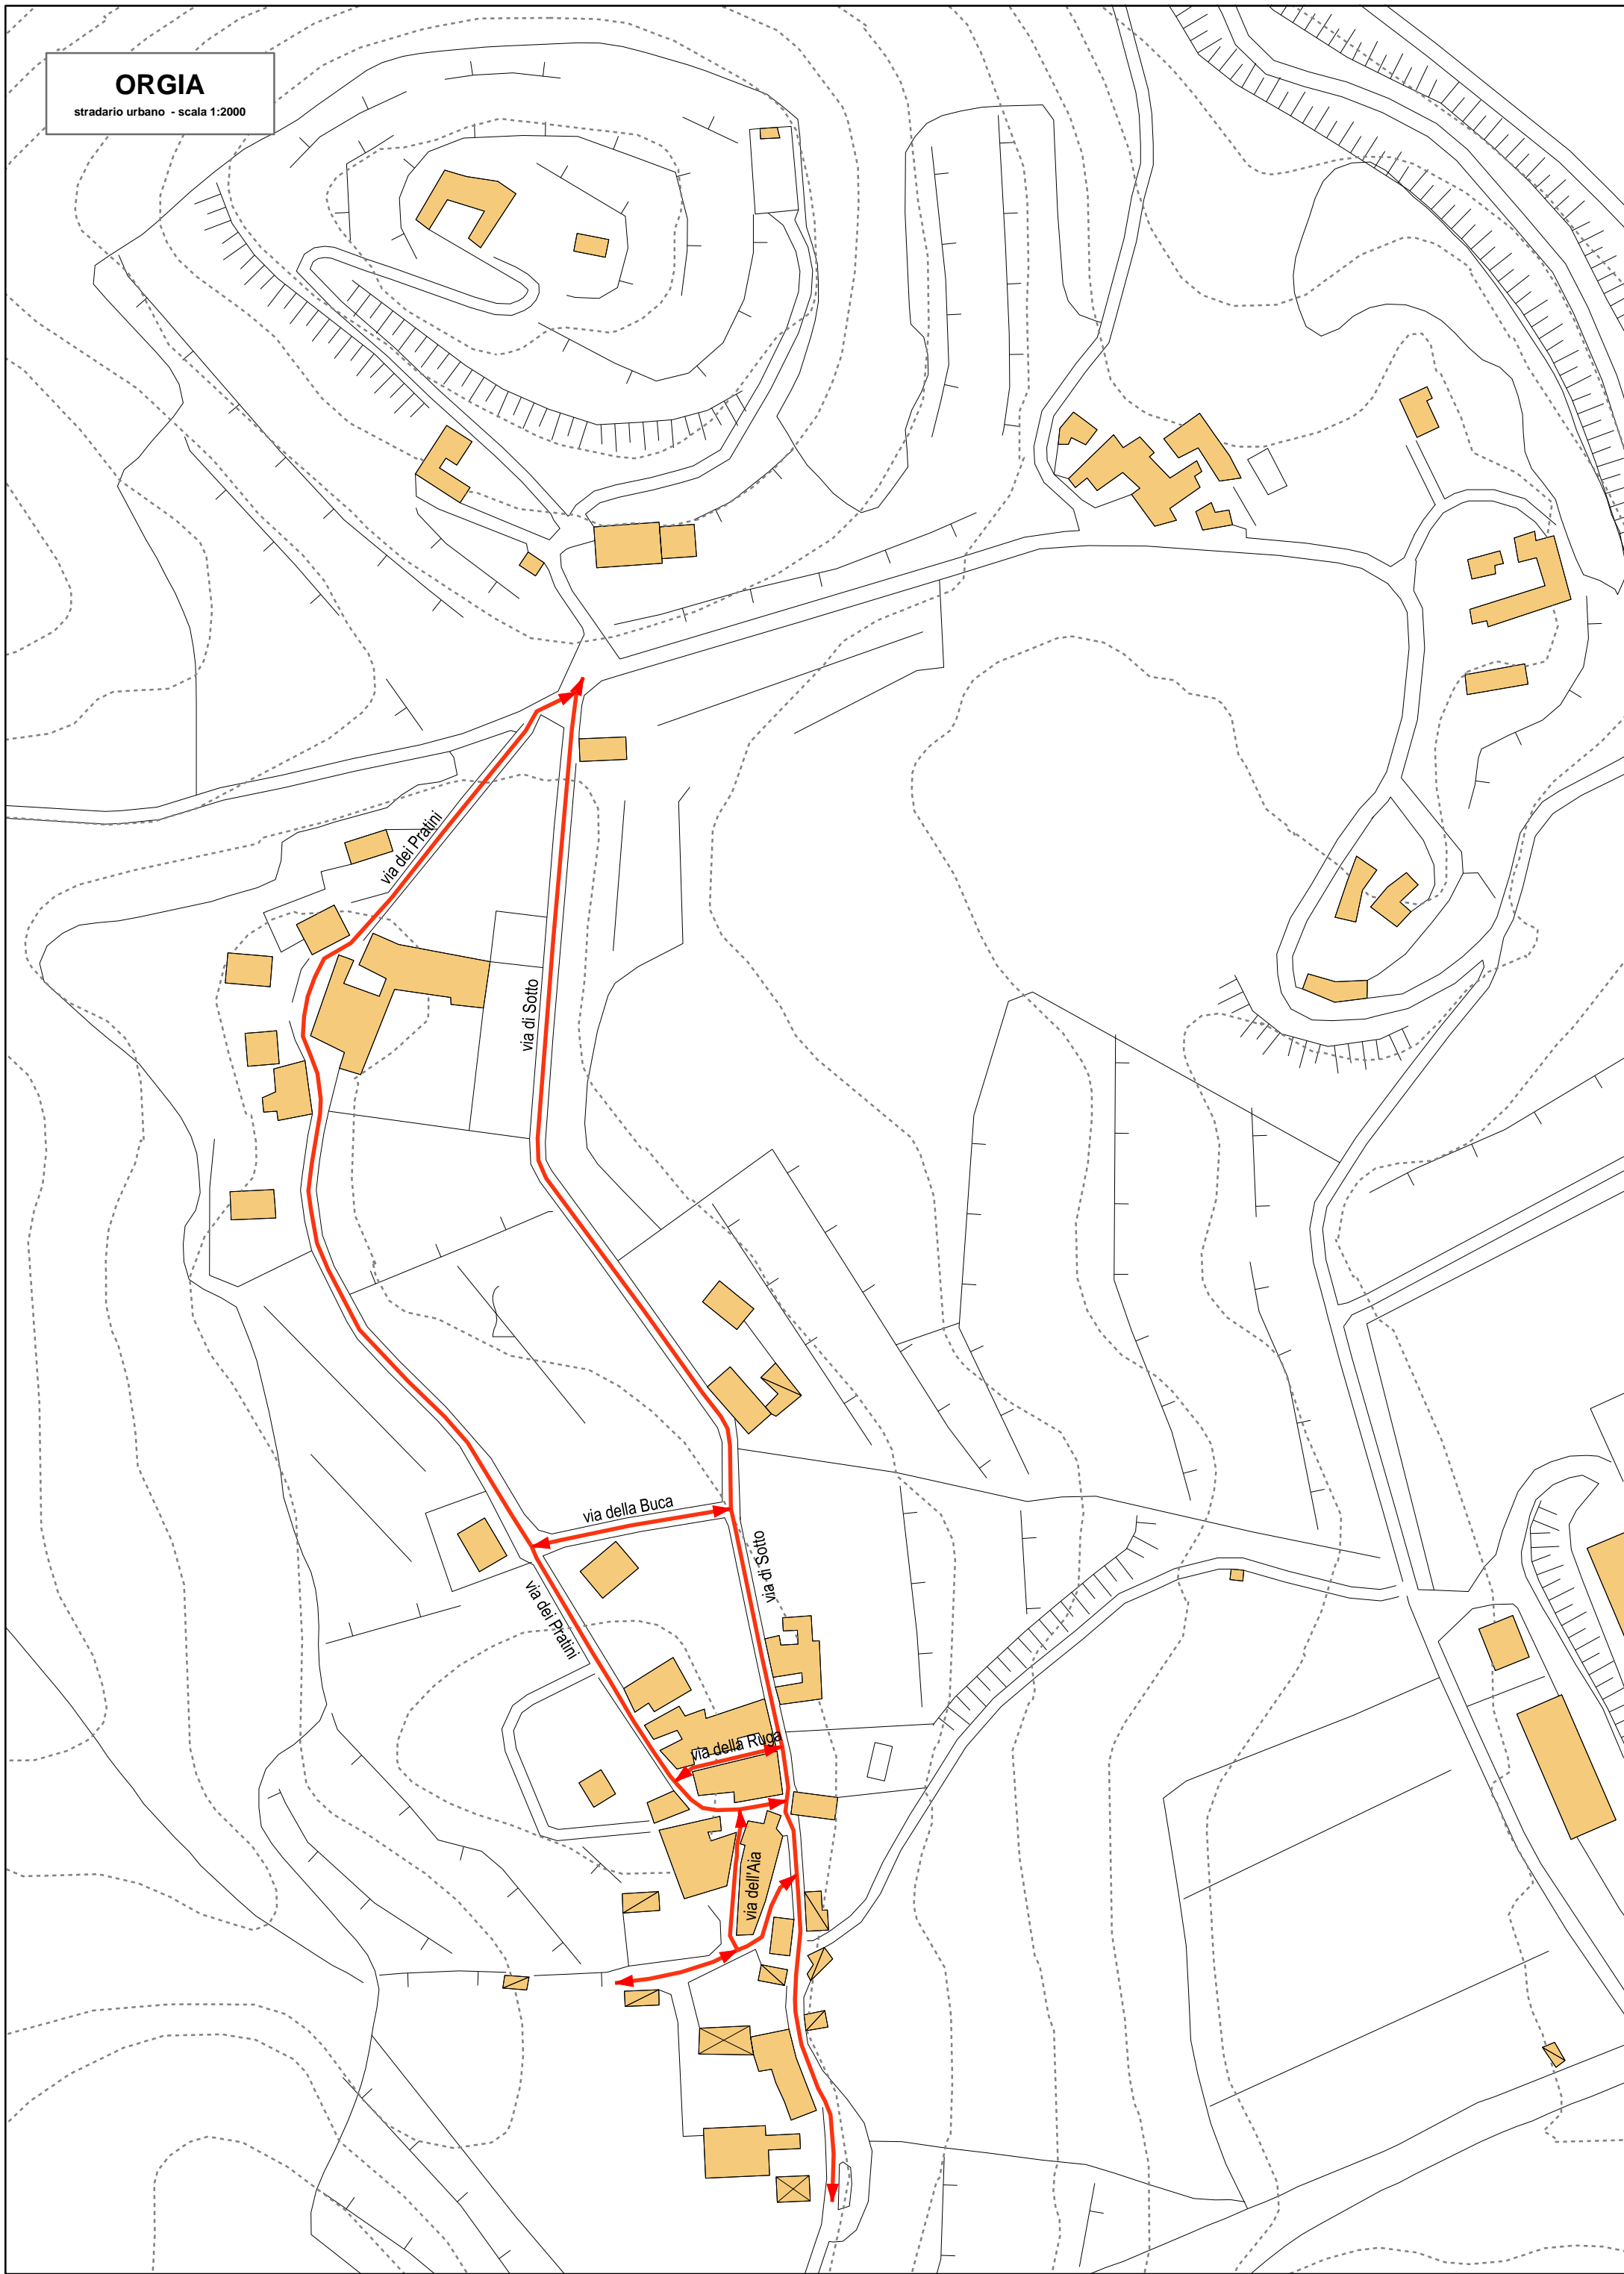 ORGIA
stradario urbano - scala 1:2000
via dei Pratini
via di Sotto
via della Buca
via di Sotto
via dei Pratini
via della Ruga
via dell'Aia